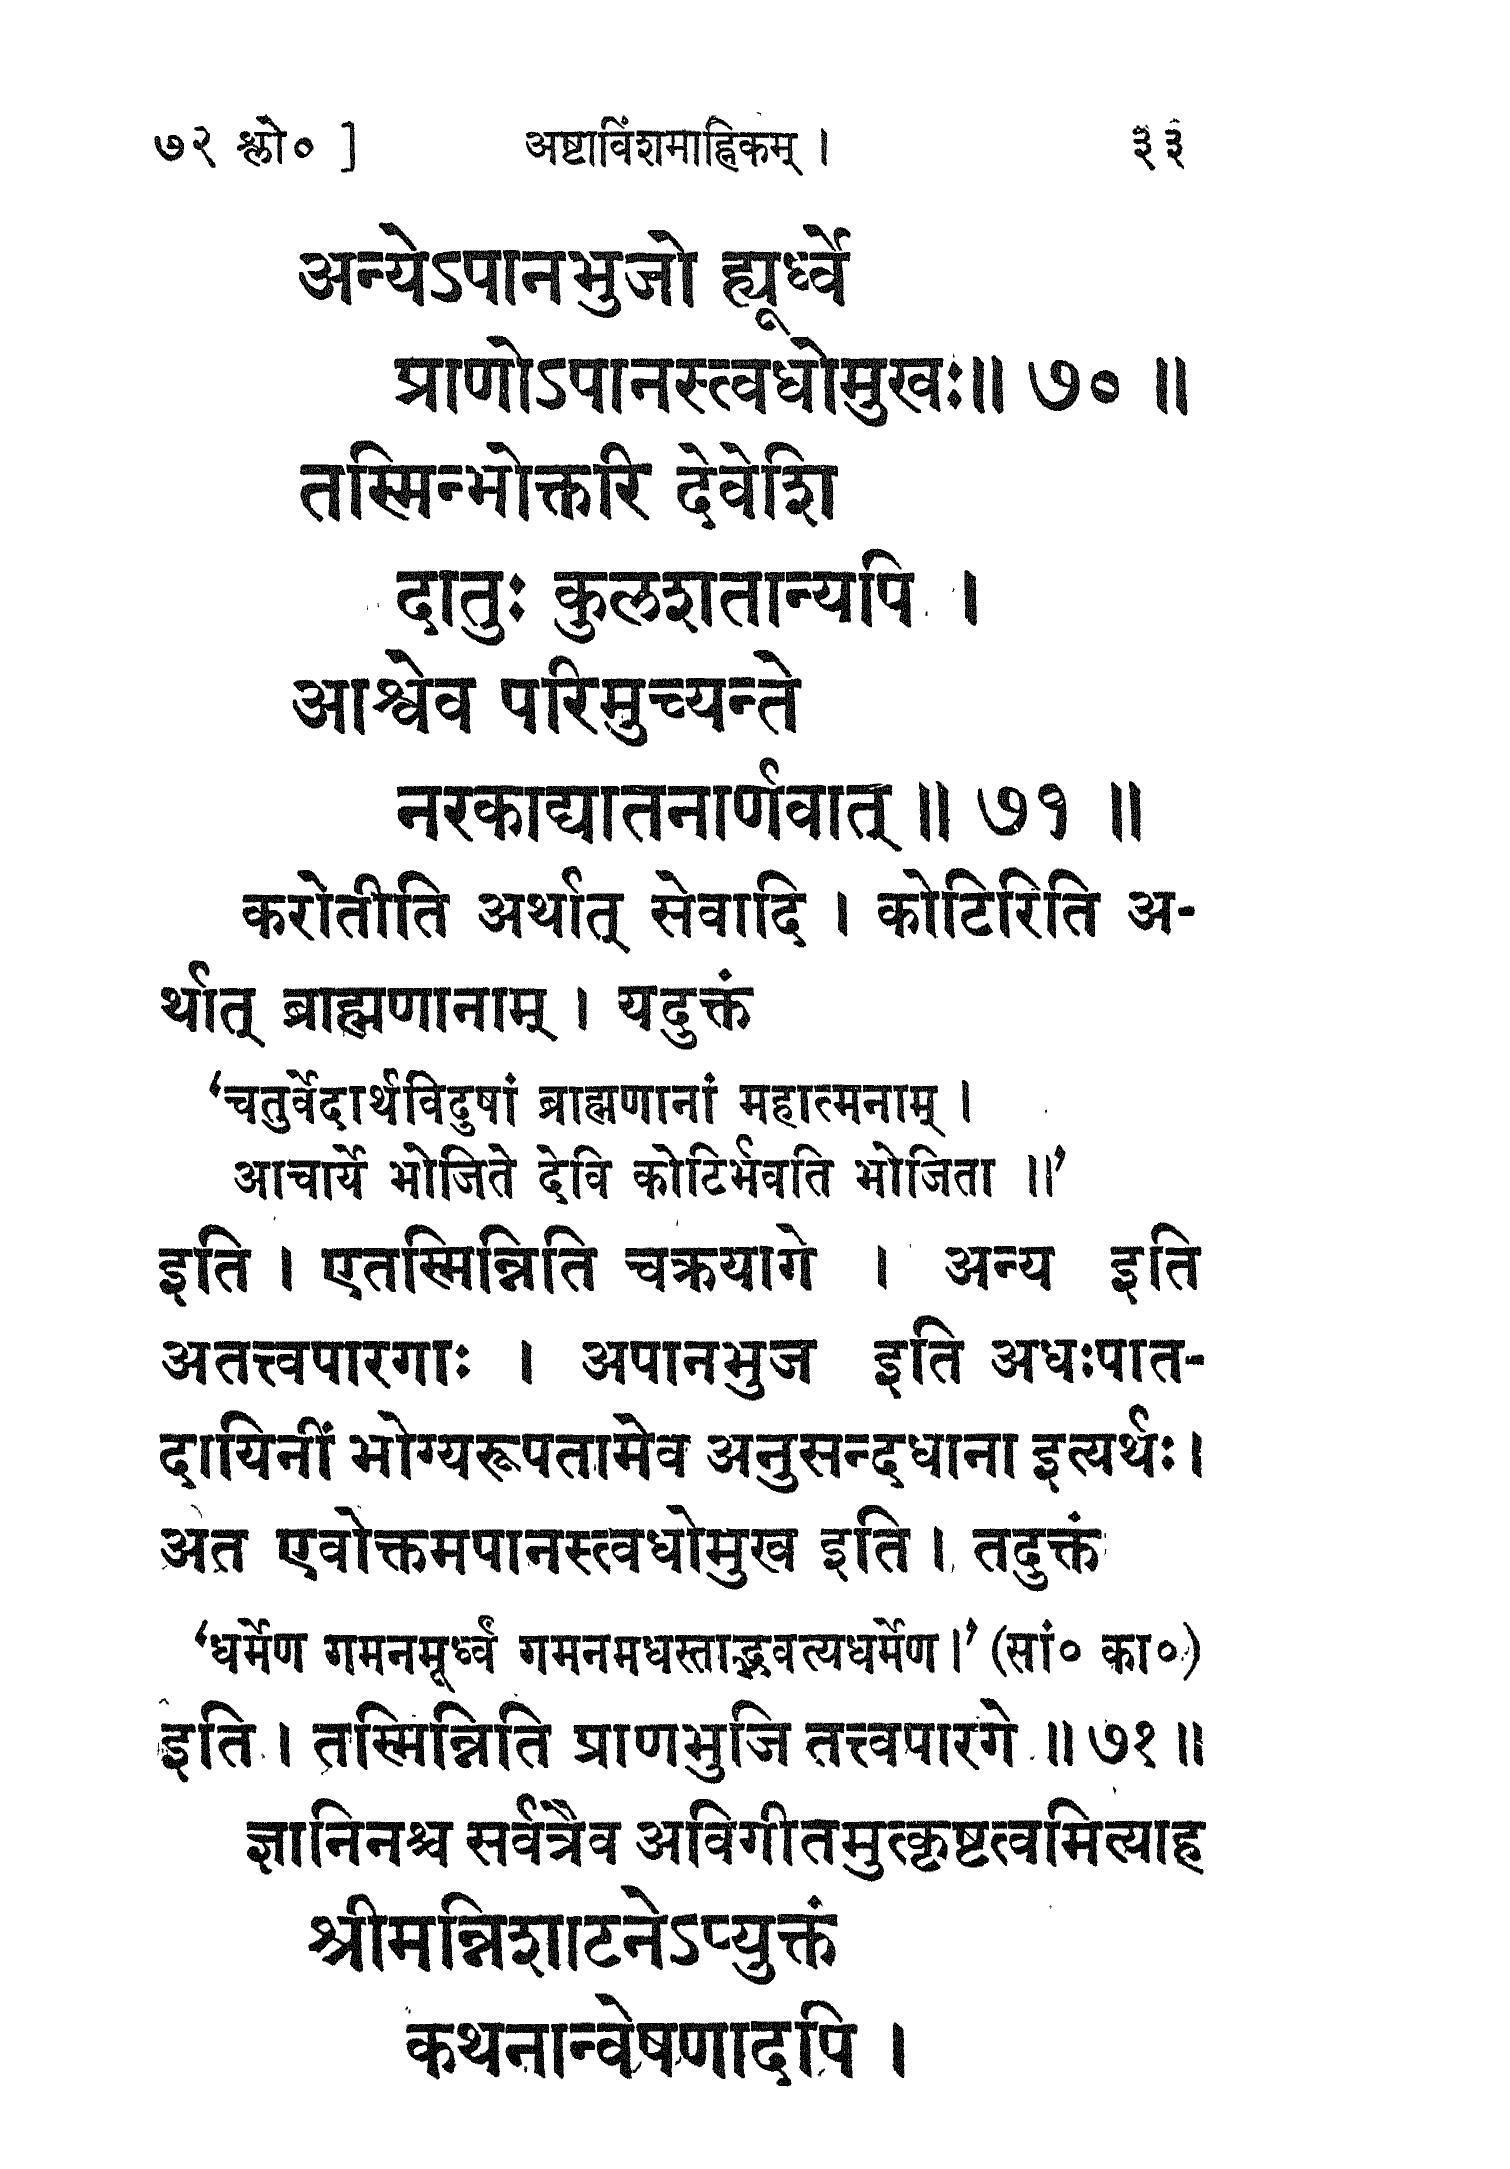 ७२ श्लो० ] अष्टाविंशमाह्निकम् । ३३
अन्येऽपानभुजो ह्यूर्ध्वे
प्राणोऽपानस्त्वधोमुखः॥ ७० ॥
तस्मिन्भोक्तरि देवेशि
दातुः कुलशतान्यपि ।
आश्वेव परिमुच्यन्ते
नरकाद्यातनार्णवात् ॥ ७१ ॥
करोतीति अर्थात् सेवादि । कोटिरिति अ-
र्थात् ब्राह्मणानाम् । यदुक्तं
‘चतुर्वेदार्थविदुषां ब्राह्मणानां महात्मनाम् ।
आचार्ये भोजिते देवि कोटिर्भवति भोजिता ॥’
इति । एतस्मिन्निति चक्रयागे । अन्य इति
अतत्त्वपारगाः । अपानभुज इति अधःपात-
दायिनीं भोग्यरूपतामेव अनुसन्दधाना इत्यर्थः।
अत एवोक्तमपानस्त्वधोमुख इति । तदुक्तं
‘धर्मेण गमनमूर्ध्वं गमनमधस्ताद्भवत्यधर्मेण।’ (सां० का०)
इति । तस्मिन्निति प्राणभुजि तत्त्वपारगे ॥ ७१॥
ज्ञानिनश्च सर्वत्रैव अविगीतमुत्कृष्टत्वमित्याह
श्रीमन्निशाटनेऽप्युक्तं
कथनान्वेषणादपि ।